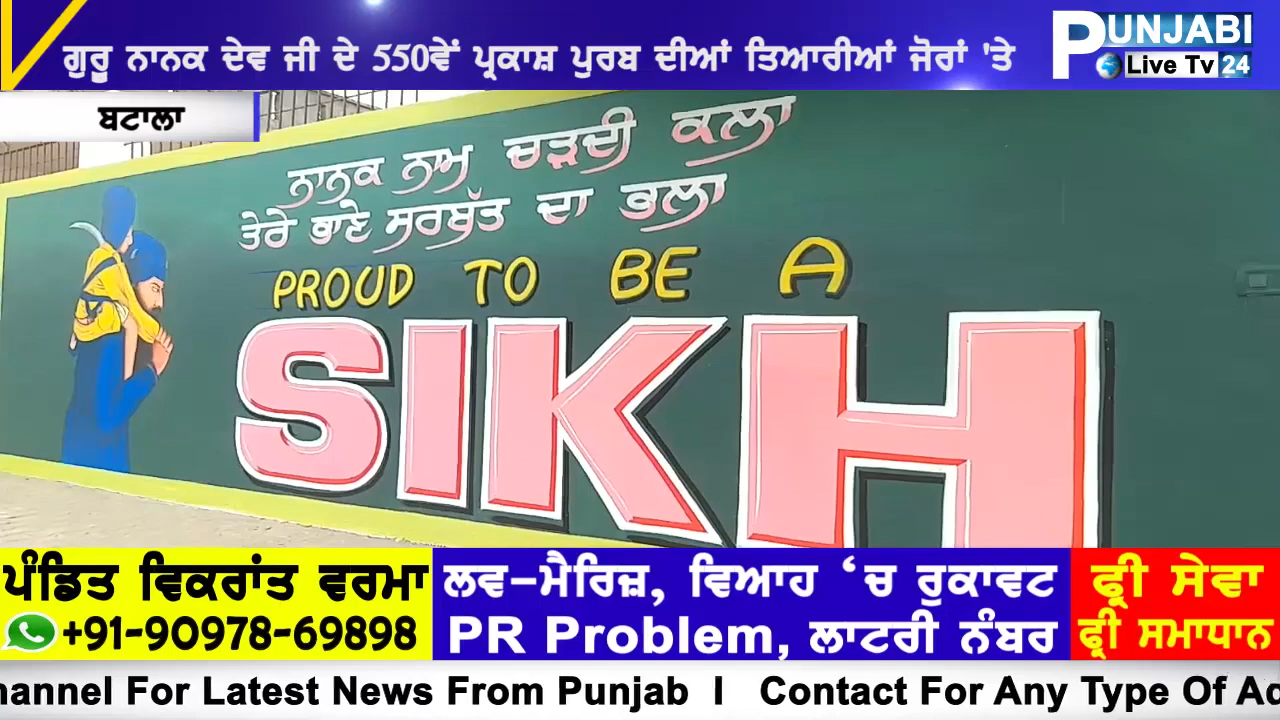 ਗੁਰੂ ਨਾਨਕ ਦੇਵ ਜੀ ਦੇ 550ਵੇਂ ਪ੍ਰਕਾਸ਼ ਪੁਰਬ ਦੀਆਂ ਤਿਆਰੀਆਂ ਜੋਰਾਂ 'ਤੇ
PUNJABI
Live Tv 24
ਬਟਾਲਾ
ਨਾਨਕ ਨਾਮ ਚੜਦੀ ਕਲਾ
ਤੇਰੇ ਭਾਣੇ ਸਰਬੱਤ ਦਾ ਭਲਾ
PROUD TO BE A
SIKH
ਪੰਡਿਤ ਵਿਕਰਾਂਤ ਵਰਮਾ
+91-90978-69898
ਲਵ-ਮੈਰਿਜ਼, ਵਿਆਹ ‘ਚ ਰੁਕਾਵਟ
PR Problem, ਲਾਟਰੀ ਨੰਬਰ
ਫ੍ਰੀ ਸੇਵਾ
ਫ੍ਰੀ ਸਮਾਧਾਨ
hannel For Latest News From Punjab I Contact For Any Type Of Ad